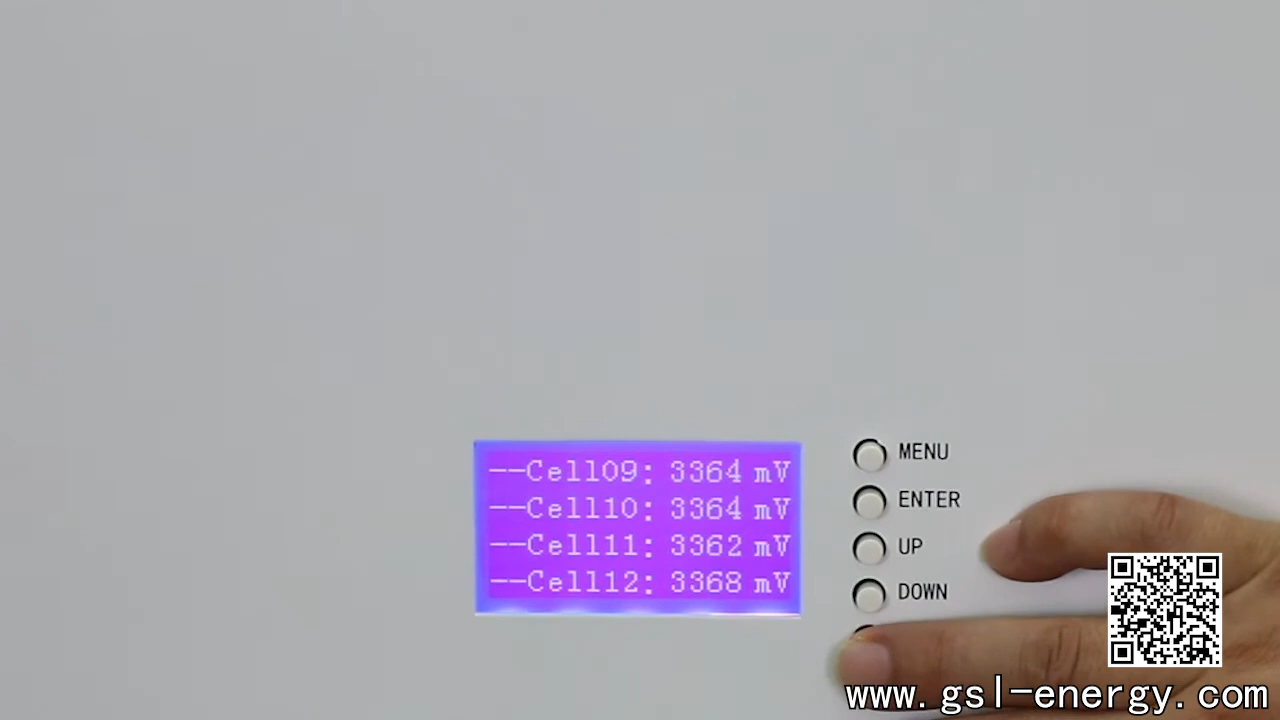 --Cell09: 3364 mV
--Cell10: 3364 mV
--Cell11: 3362 mV
--Cell12: 3368 mV
MENU
ENTER
UP
DOWN
www.gsl-energy.com